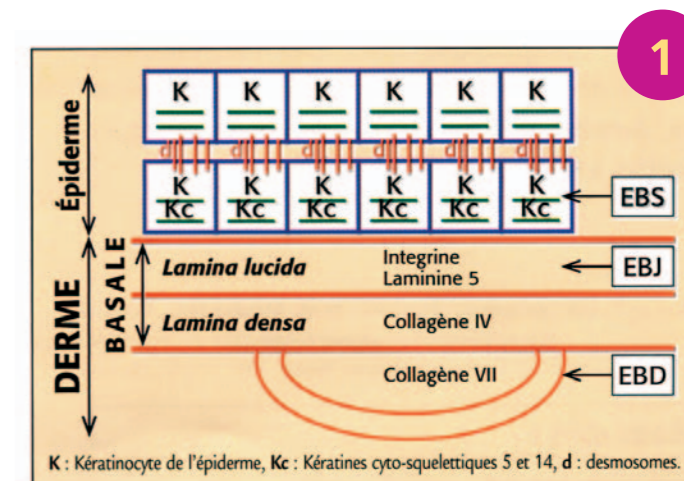 1
K K K K K K
d d d d d d
K K K K K K
Kc Kc Kc Kc Kc Kc
EBS
Épiderme
DERME
BASALE
Lamina lucida
Integrine
Laminine 5
EBJ
Lamina densa
Collagène IV
Collagène VII
EBD
K : Kératinocyte de l'épiderme, Kc : Kératines cyto-squelettiques 5 et 14, d : desmosomes.